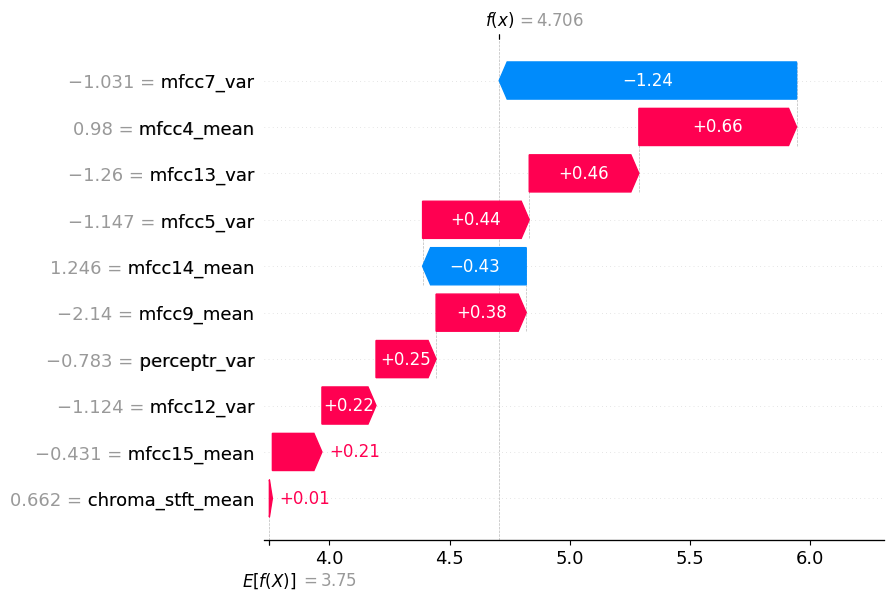 f(x) = 4.706
−1.031 = mfcc7_var −1.24
0.98 = mfcc4_mean +0.66
−1.26 = mfcc13_var +0.46
−1.147 = mfcc5_var +0.44
1.246 = mfcc14_mean −0.43
−2.14 = mfcc9_mean +0.38
−0.783 = perceptr_var +0.25
−1.124 = mfcc12_var +0.22
−0.431 = mfcc15_mean +0.21
0.662 = chroma_stft_mean +0.01
4.0 4.5 5.0 5.5 6.0
E[f(X)] = 3.75